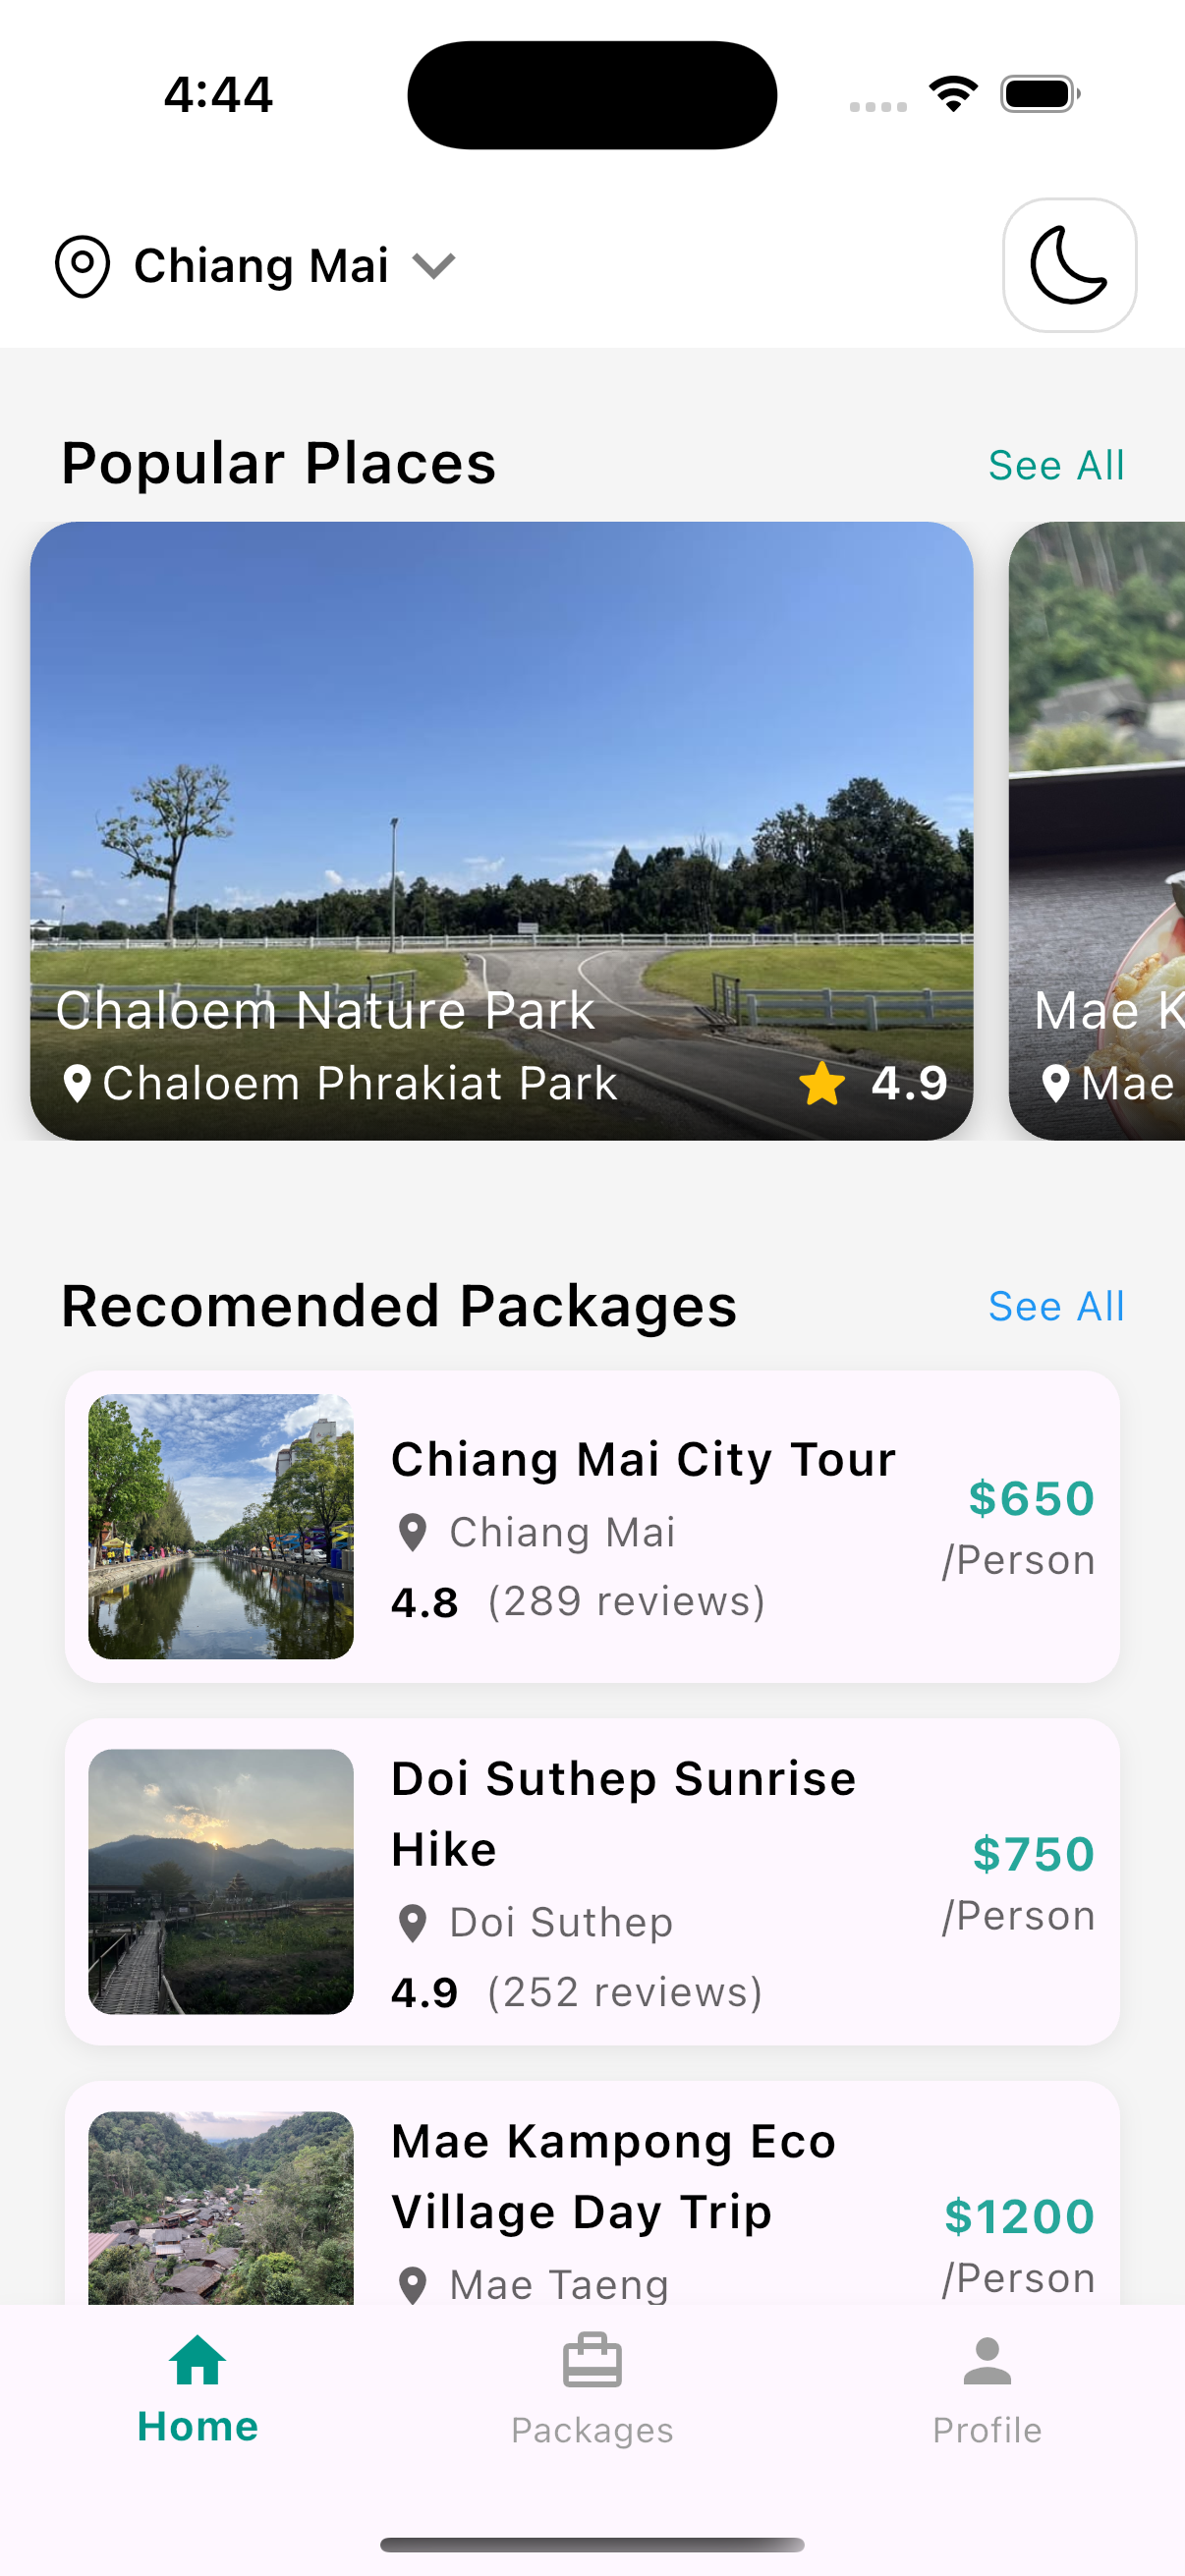 4:44
Chiang Mai
Popular Places
See All
Chaloem Nature Park
Chaloem Phrakiat Park
4.9
Mae K
Mae
Recomended Packages
See All
Chiang Mai City Tour
Chiang Mai
4.8 (289 reviews)
$650
/Person
Doi Suthep Sunrise
Hike
Doi Suthep
4.9 (252 reviews)
$750
/Person
Mae Kampong Eco
Village Day Trip
Mae Taeng
$1200
/Person
Home
Packages
Profile